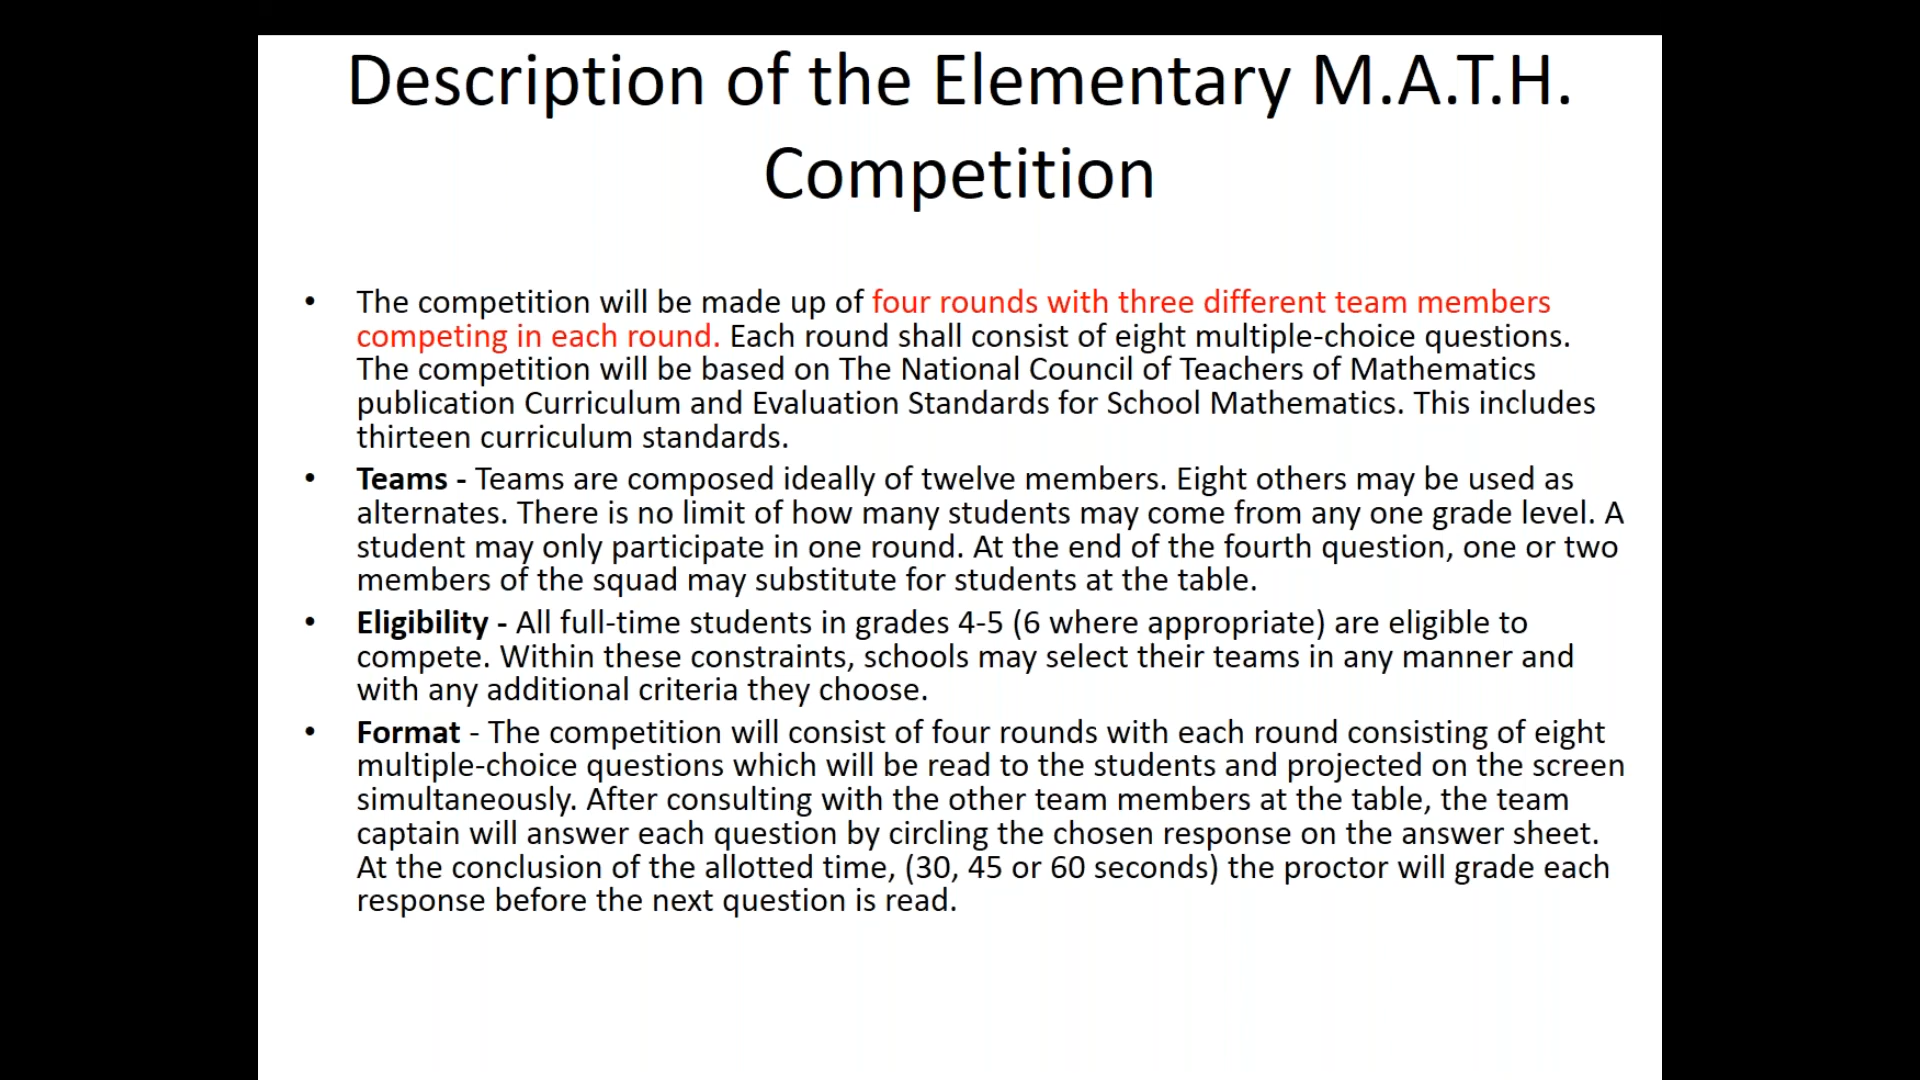 Description of the Elementary M.A.T.H.
Competition
• The competition will be made up of four rounds with three different team members
competing in each round. Each round shall consist of eight multiple-choice questions.
The competition will be based on The National Council of Teachers of Mathematics
publication Curriculum and Evaluation Standards for School Mathematics. This includes
thirteen curriculum standards.
• Teams - Teams are composed ideally of twelve members. Eight others may be used as
alternates. There is no limit of how many students may come from any one grade level. A
student may only participate in one round. At the end of the fourth question, one or two
members of the squad may substitute for students at the table.
• Eligibility - All full-time students in grades 4-5 (6 where appropriate) are eligible to
compete. Within these constraints, schools may select their teams in any manner and
with any additional criteria they choose.
• Format - The competition will consist of four rounds with each round consisting of eight
multiple-choice questions which will be read to the students and projected on the screen
simultaneously. After consulting with the other team members at the table, the team
captain will answer each question by circling the chosen response on the answer sheet.
At the conclusion of the allotted time, (30, 45 or 60 seconds) the proctor will grade each
response before the next question is read.